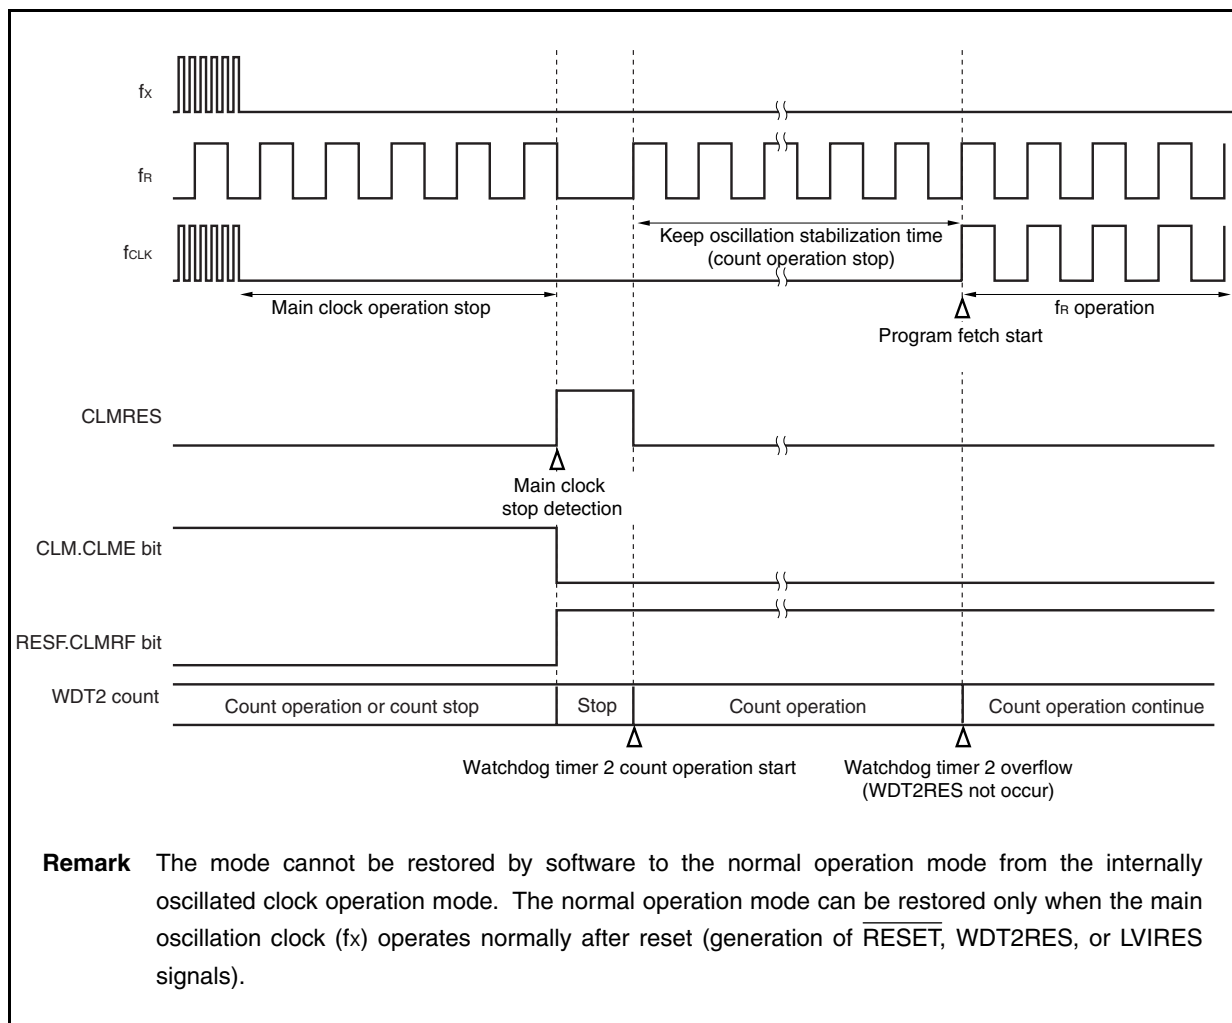 fX
fR
Keep oscillation stabilization time
(count operation stop)
fCLK
Main clock operation stop
fR operation
Program fetch start
CLMRES
Main clock
stop detection
CLM.CLME bit
RESF.CLMRF bit
WDT2 count
Count operation or count stop
Stop
Count operation
Count operation continue
Watchdog timer 2 count operation start
Watchdog timer 2 overflow
(WDT2RES not occur)
Remark The mode cannot be restored by software to the normal operation mode from the internally
oscillated clock operation mode. The normal operation mode can be restored only when the main
oscillation clock (fX) operates normally after reset (generation of RESET, WDT2RES, or LVIRES
signals).